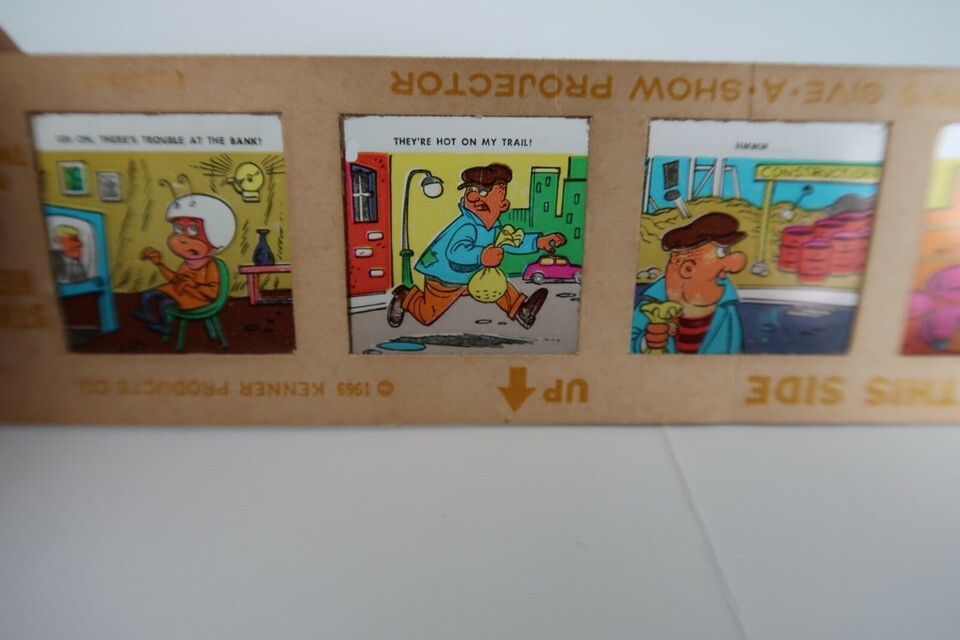 GIVE-A-SHOW PROJECTOR
UH-OH, THERE'S TROUBLE AT THE BANK!
THEY'RE HOT ON MY TRAIL!
HMMM....
CONSTRUCTION
© 1969 KENNER PRODUCTS CO.
UP
THIS SIDE